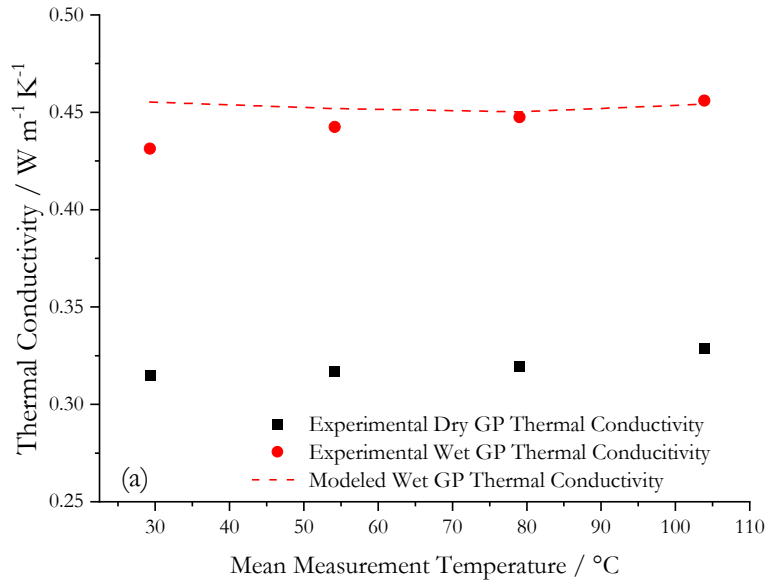 0.50
0.45
0.40
0.35
0.30
0.25
Thermal Conductivity / W m⁻¹ K⁻¹
Experimental Dry GP Thermal Conductivity
Experimental Wet GP Thermal Conducitivity
Modeled Wet GP Thermal Conductivity
(a)
30 40 50 60 70 80 90 100 110
Mean Measurement Temperature / °C